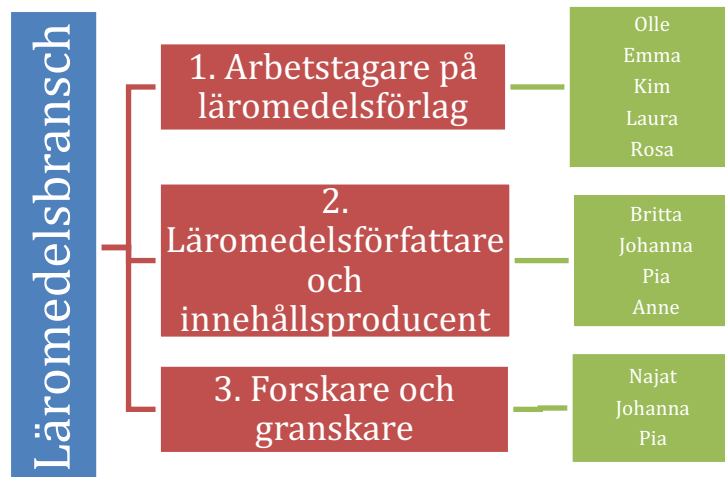 Läromedelsbransch
1. Arbetstagare på
läromedelsförlag
Olle
Emma
Kim
Laura
Rosa
2.
Läromedelsförfattare
och
innehållsproducent
Britta
Johanna
Pia
Anne
3. Forskare och
granskare
Najat
Johanna
Pia